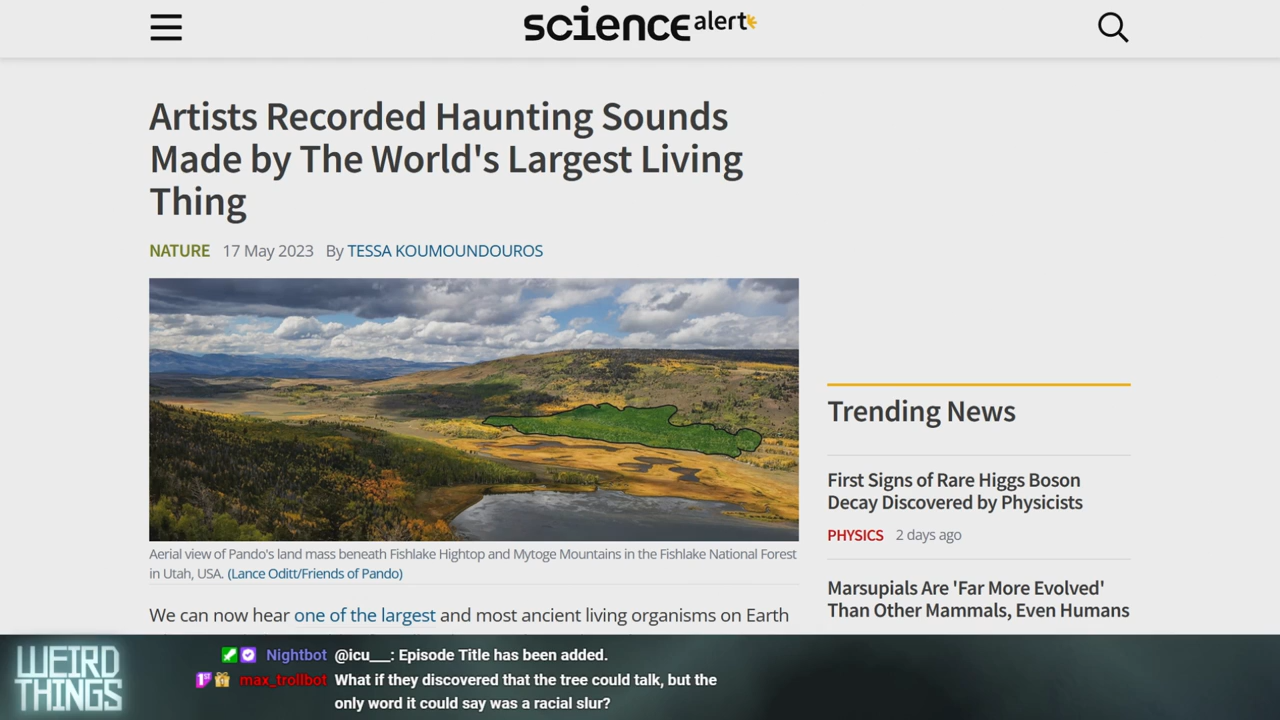 science alert
Artists Recorded Haunting Sounds
Made by The World's Largest Living
Thing
NATURE 17 May 2023 By TESSA KOUMOUNDOUROS
Aerial view of Pando's land mass beneath Fishlake Hightop and Mytoge Mountains in the Fishlake National Forest
in Utah, USA. (Lance Oditt/Friends of Pando)
We can now hear one of the largest and most ancient living organisms on Earth
Trending News
First Signs of Rare Higgs Boson
Decay Discovered by Physicists
PHYSICS 2 days ago
Marsupials Are 'Far More Evolved'
Than Other Mammals, Even Humans
WEIRD
THINGS
Nightbot @icu___: Episode Title has been added.
max_trollbot What if they discovered that the tree could talk, but the
only word it could say was a racial slur?